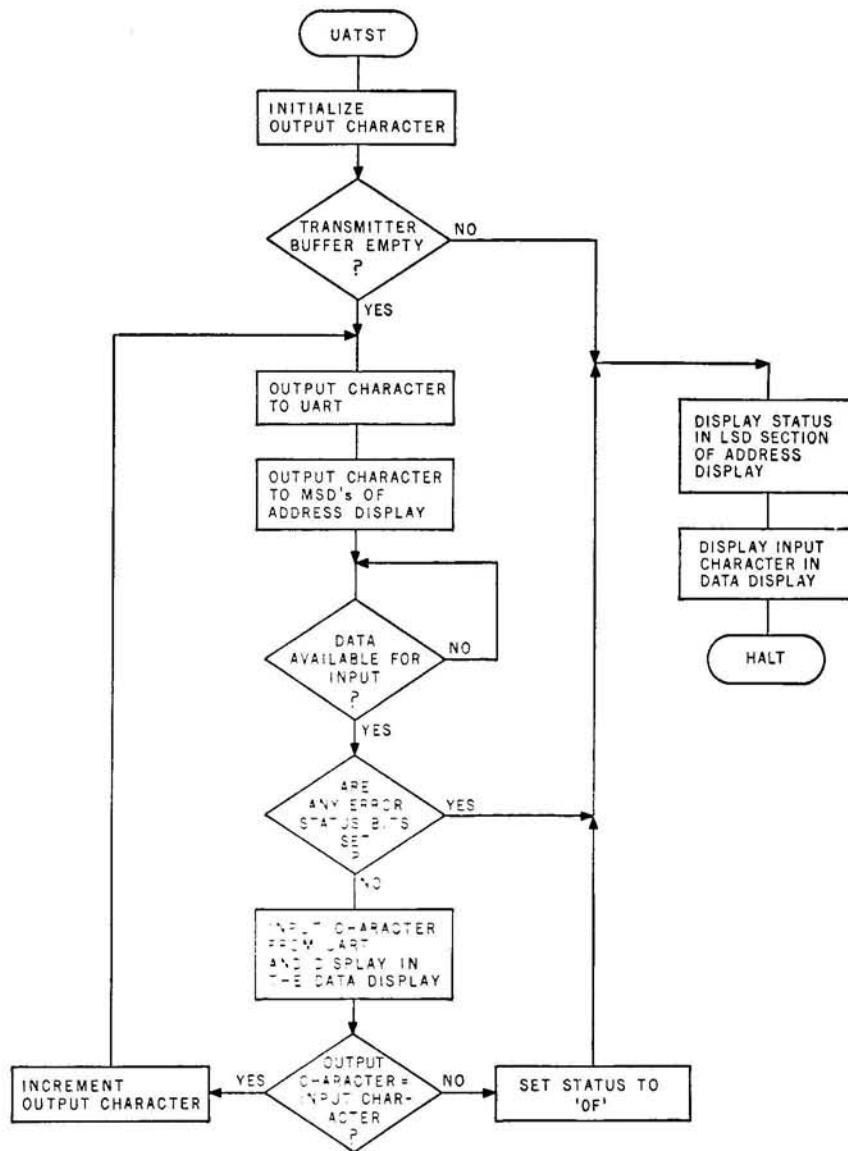 UATST
INITIALIZE
OUTPUT CHARACTER
TRANSMITTER
BUFFER EMPTY
?
NO
YES
OUTPUT CHARACTER
TO UART
OUTPUT CHARACTER
TO MSD's OF
ADDRESS DISPLAY
DATA
AVAILABLE FOR
INPUT
?
NO
YES
ARE
ANY ERROR
STATUS BITS
SET
?
YES
NO
INPUT CHARACTER
FROM UART
AND DISPLAY IN
THE DATA DISPLAY
OUTPUT
CHARACTER =
INPUT CHAR-
ACTER
?
YES
NO
INCREMENT
OUTPUT CHARACTER
SET STATUS TO
'OF'
DISPLAY STATUS
IN LSD SECTION
OF ADDRESS
DISPLAY
DISPLAY INPUT
CHARACTER IN
DATA DISPLAY
HALT